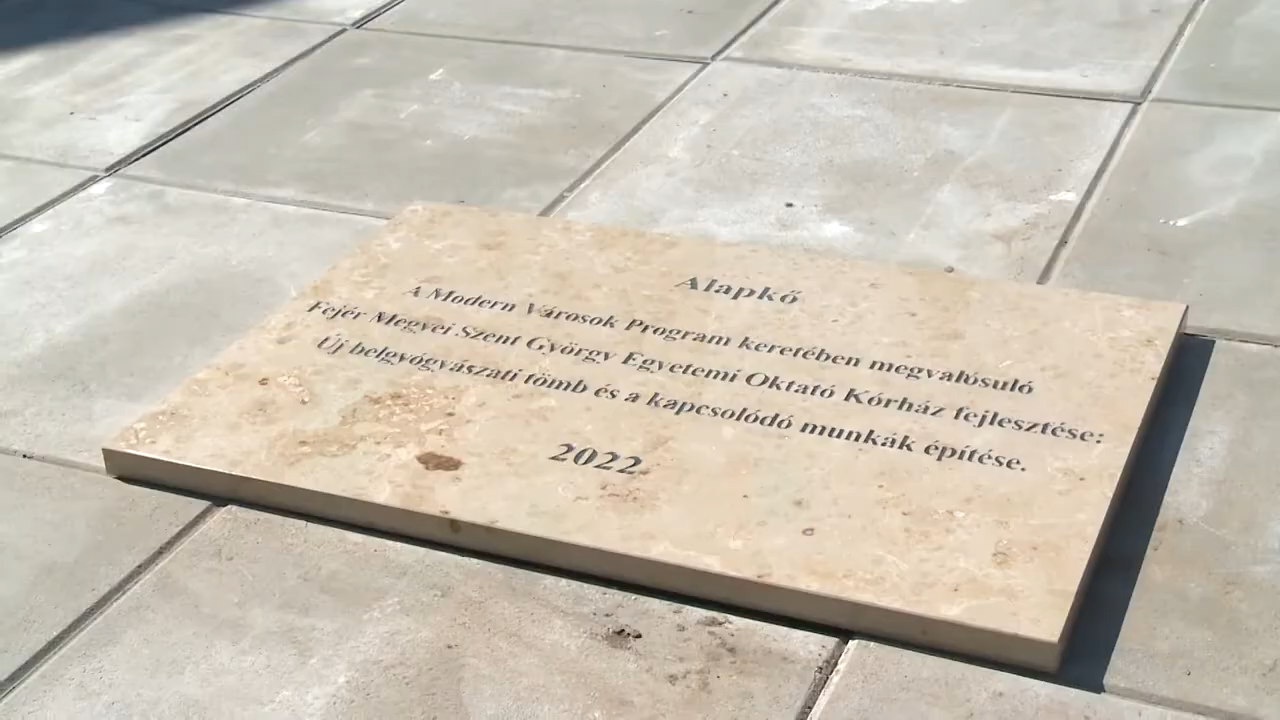 Alapkő
A Modern Városok Program keretében megvalósuló
Fejér Megyei Szent György Egyetemi Oktató Kórház fejlesztése:
Új belgyógyászati tömb és a kapcsolódó munkák építése.
2022